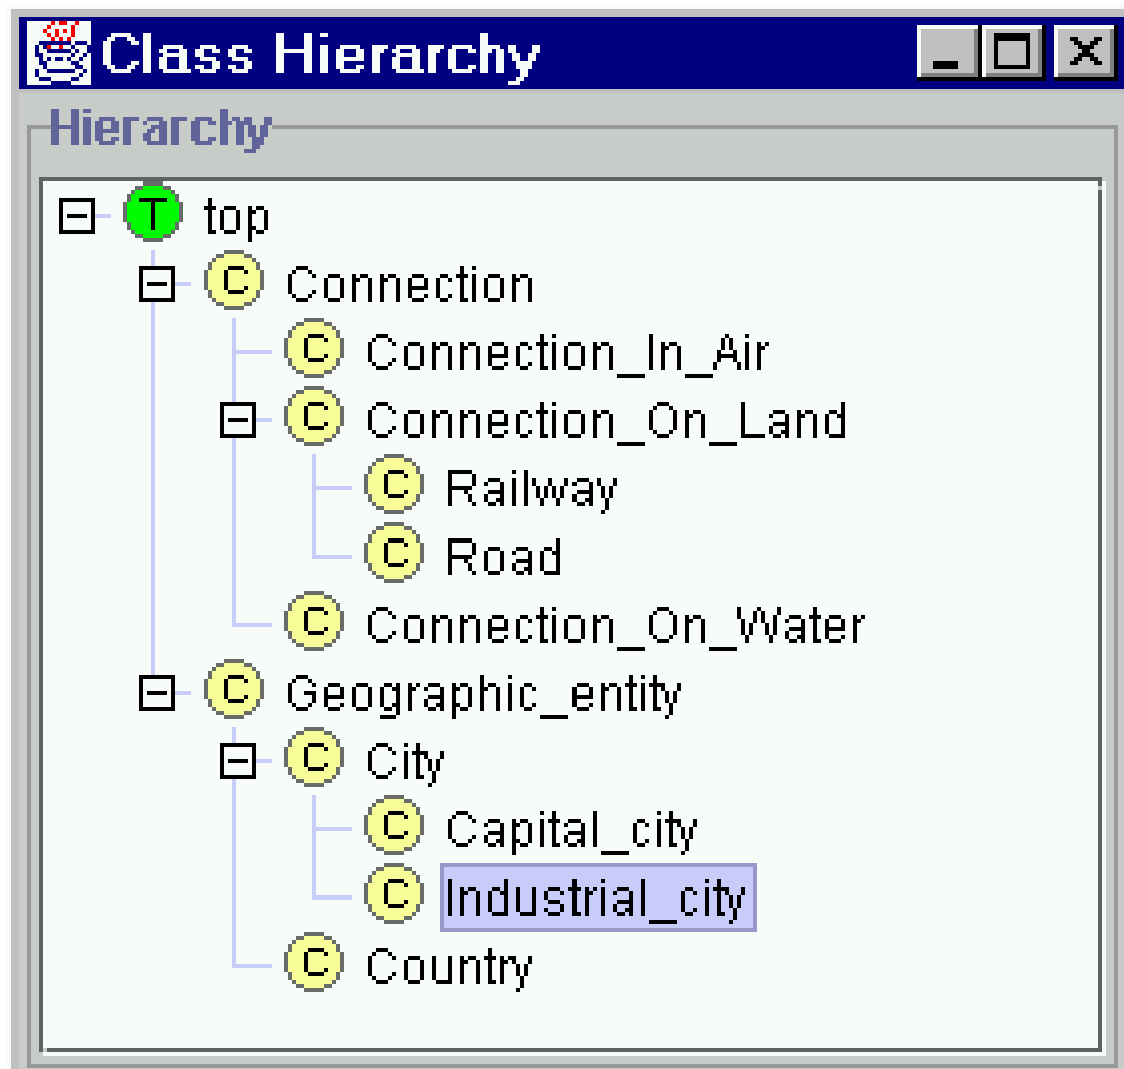 Class Hierarchy
Hierarchy
T top
C Connection
C Connection_In_Air
C Connection_On_Land
C Railway
C Road
C Connection_On_Water
C Geographic_entity
C City
C Capital_city
C Industrial_city
C Country